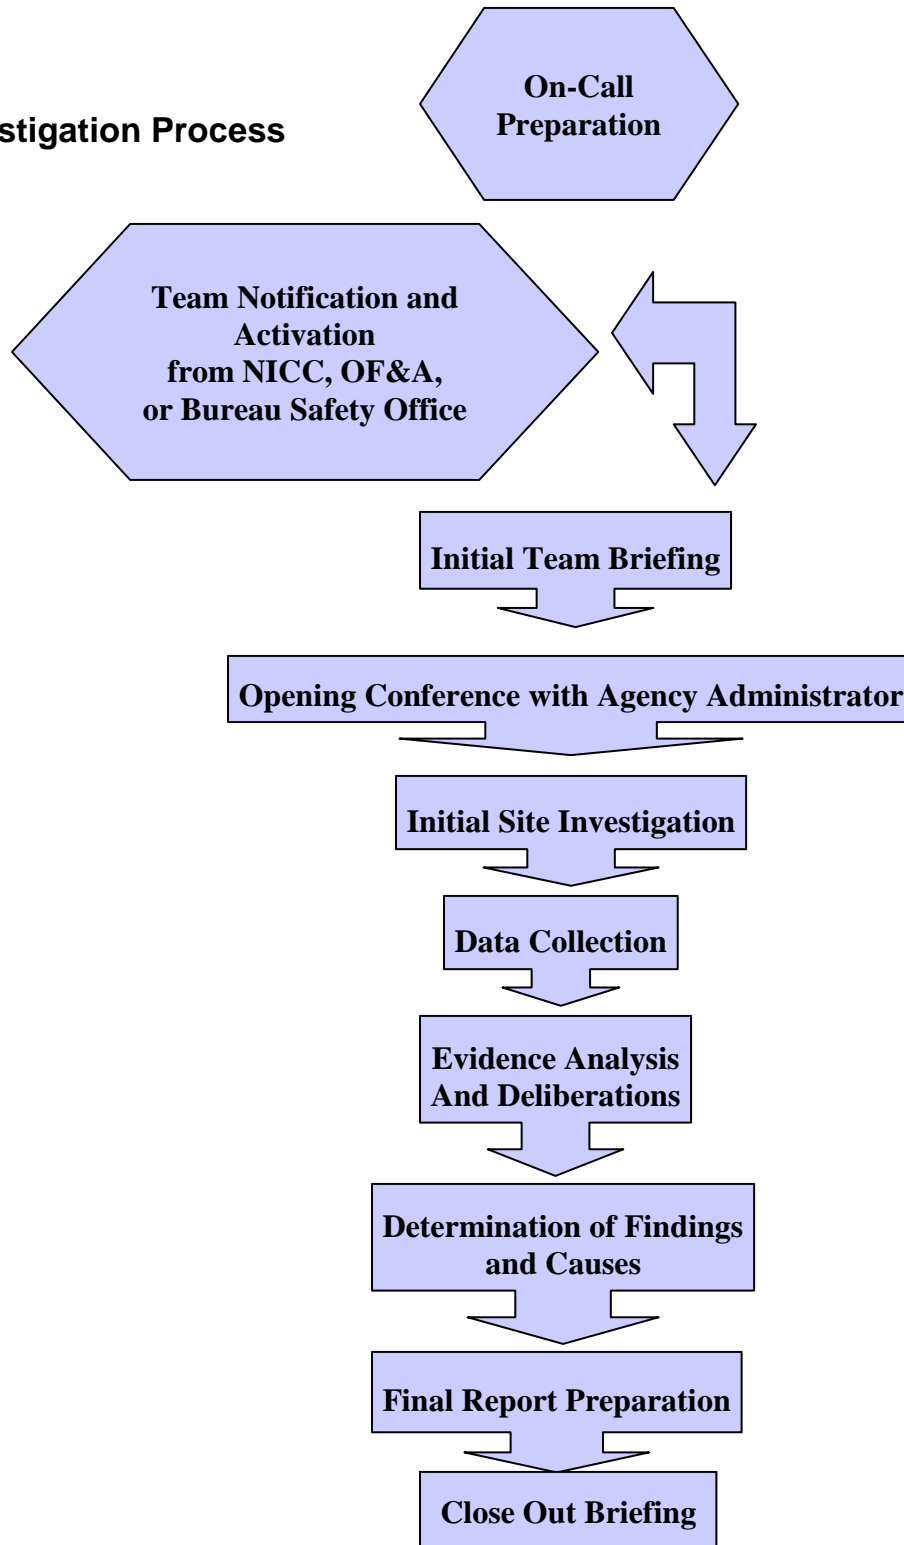 On-Call
Preparation
stigation Process
Team Notification and
Activation
from NICC, OF&A,
or Bureau Safety Office
Initial Team Briefing
Opening Conference with Agency Administrator
Initial Site Investigation
Data Collection
Evidence Analysis
And Deliberations
Determination of Findings
and Causes
Final Report Preparation
Close Out Briefing